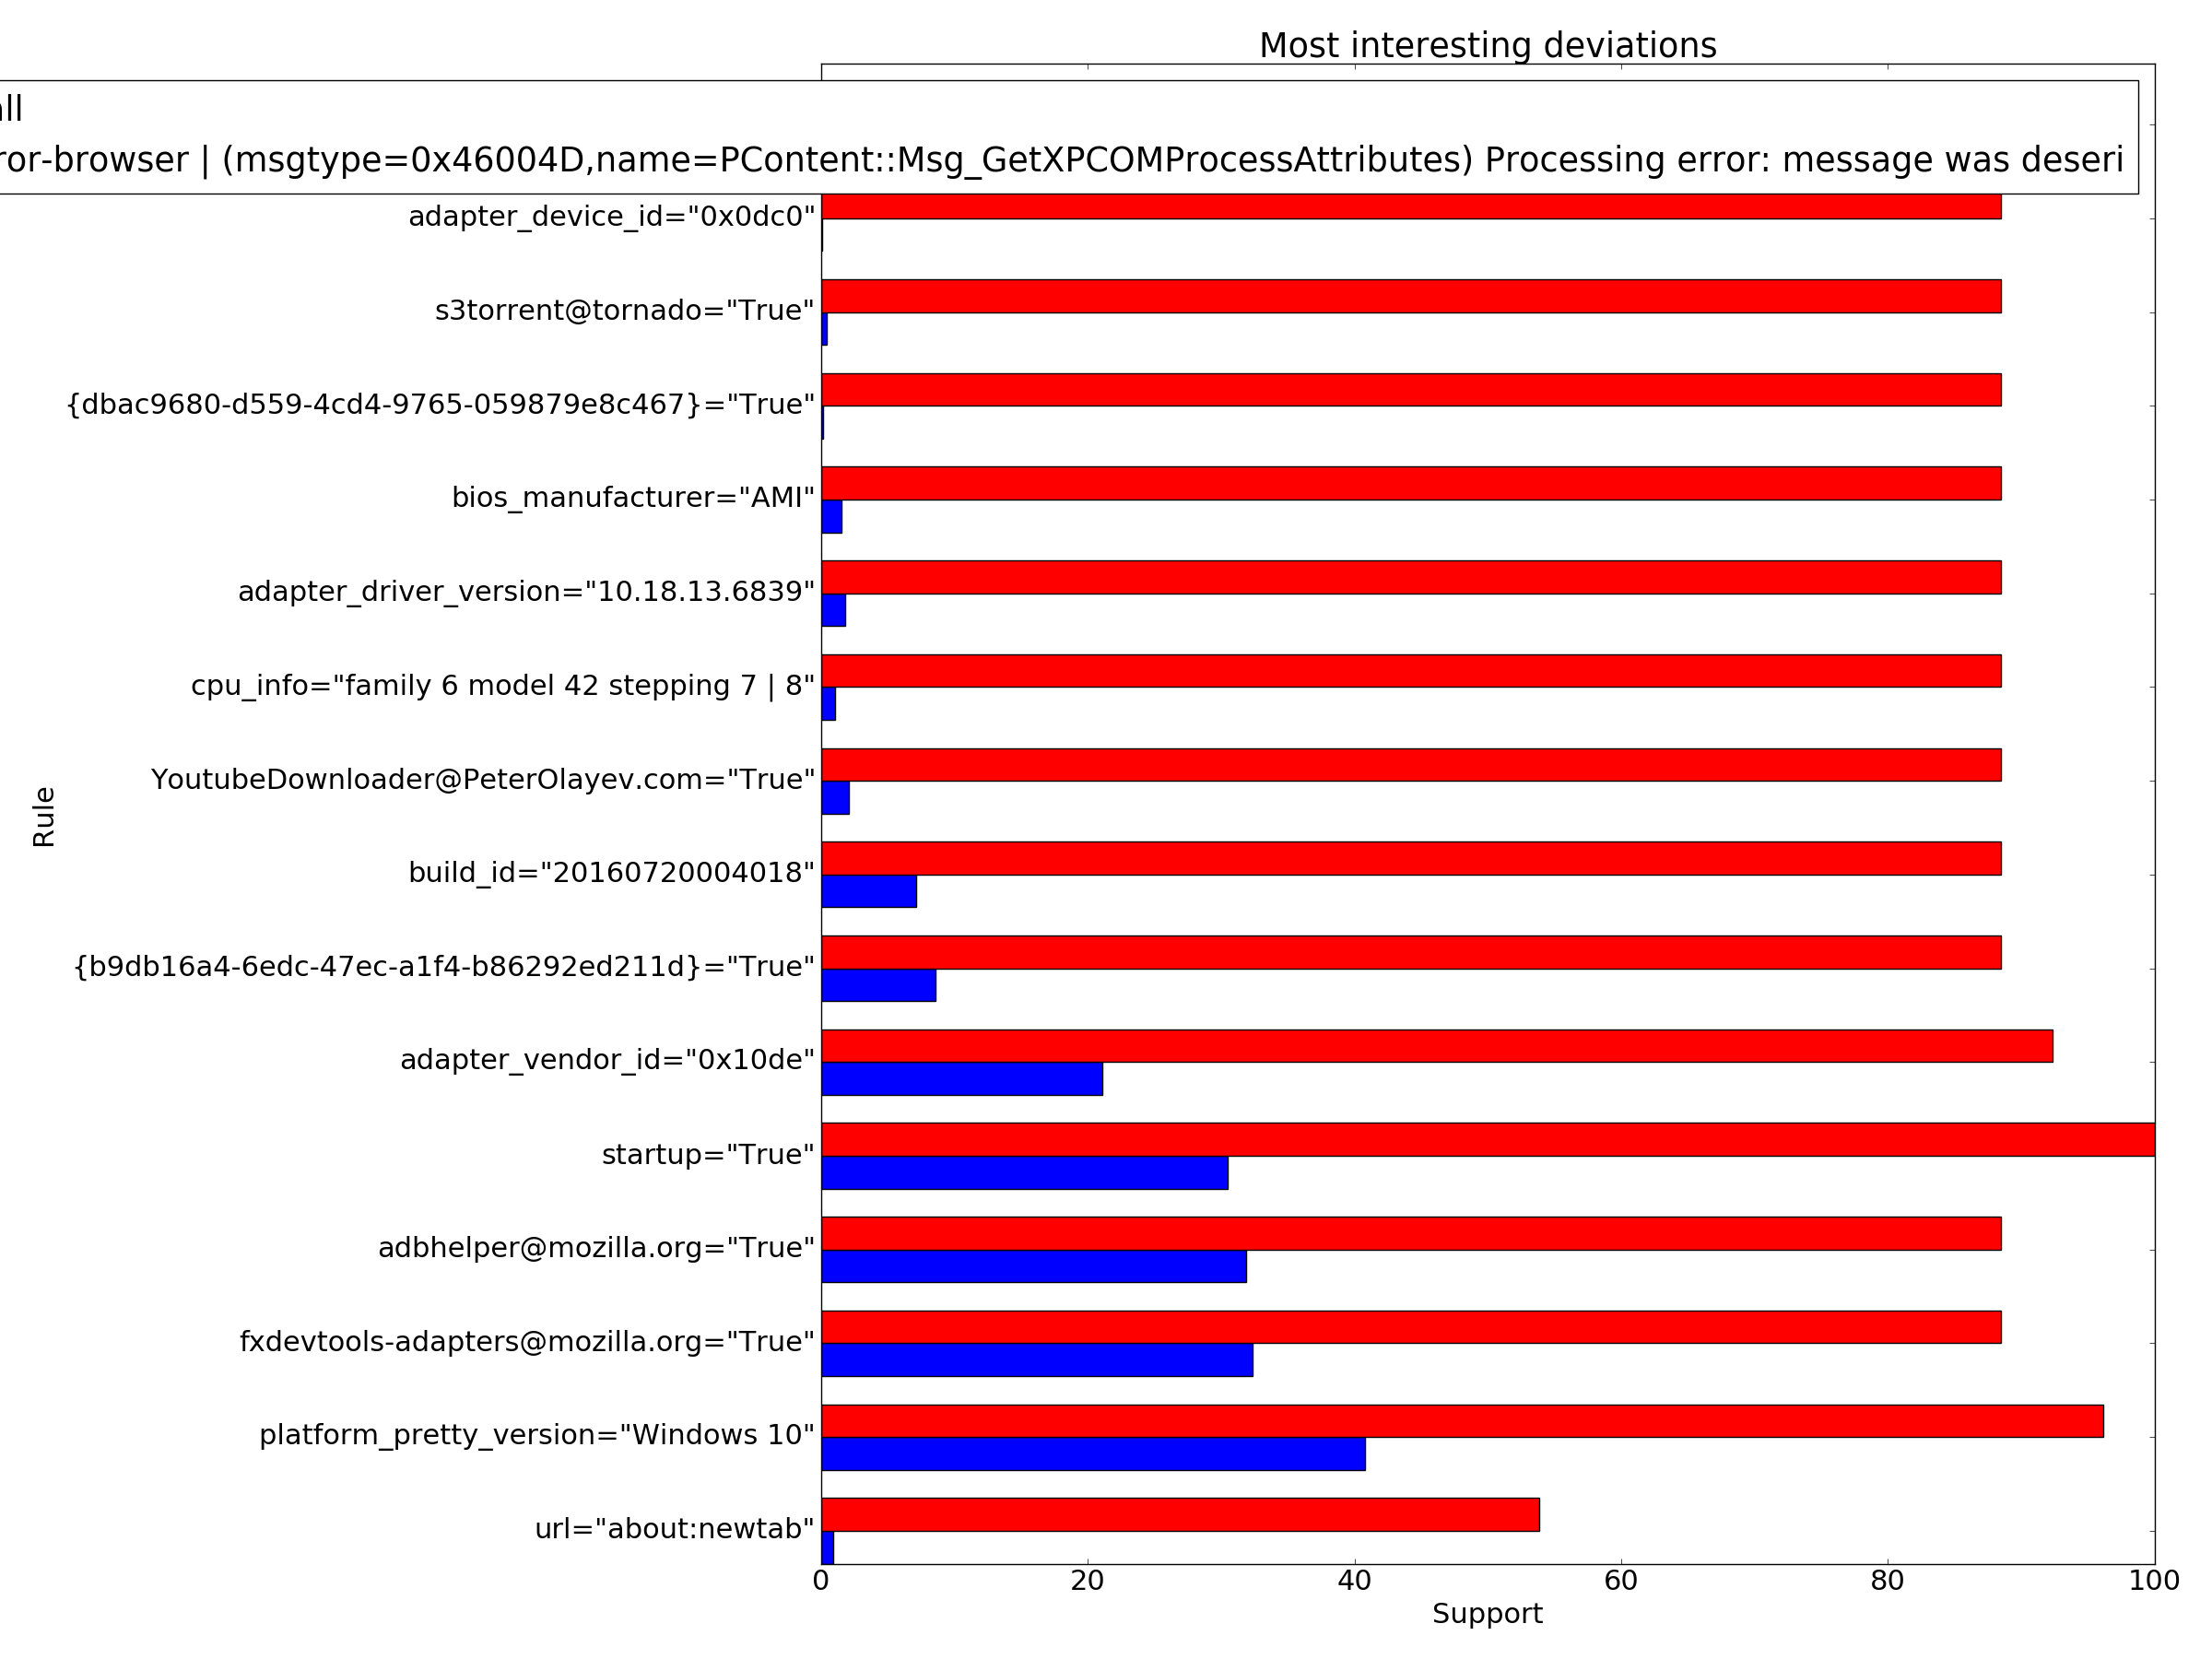 Most interesting deviations
all
ror-browser | (msgtype=0x46004D,name=PContent::Msg_GetXPCOMProcessAttributes) Processing error: message was deseri
adapter_device_id="0x0dc0"
s3torrent@tornado="True"
{dbac9680-d559-4cd4-9765-059879e8c467}="True"
bios_manufacturer="AMI"
adapter_driver_version="10.18.13.6839"
cpu_info="family 6 model 42 stepping 7 | 8"
YoutubeDownloader@PeterOlayev.com="True"
Rule
build_id="20160720004018"
{b9db16a4-6edc-47ec-a1f4-b86292ed211d}="True"
adapter_vendor_id="0x10de"
startup="True"
adbhelper@mozilla.org="True"
fxdevtools-adapters@mozilla.org="True"
platform_pretty_version="Windows 10"
url="about:newtab"
0 20 40 60 80 100
Support